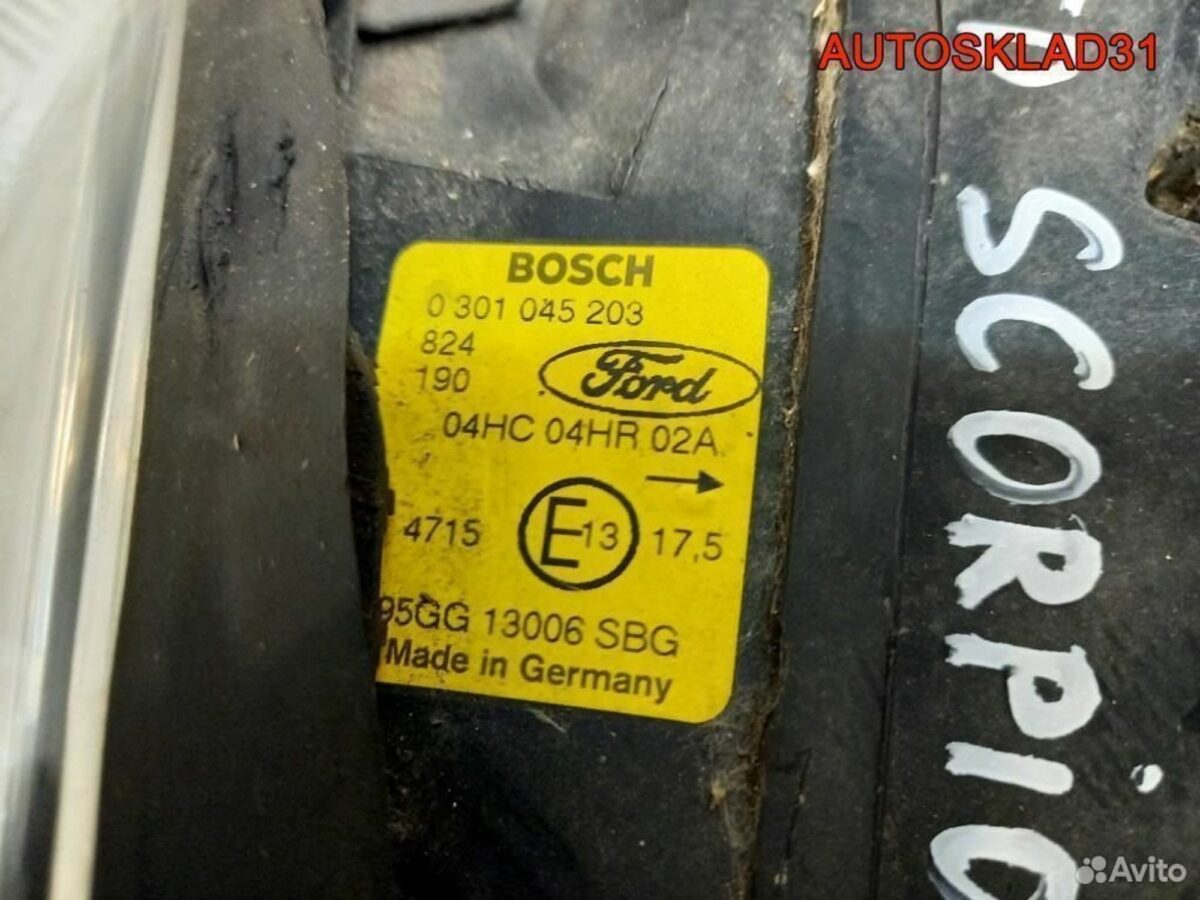 AUTOSKLAD31
BOSCH
0 301 045 203
824
190
Ford
04HC 04HR 02A
4715 E13 17,5
95GG 13006 SBG
Made in Germany
SCORPIO
Avito